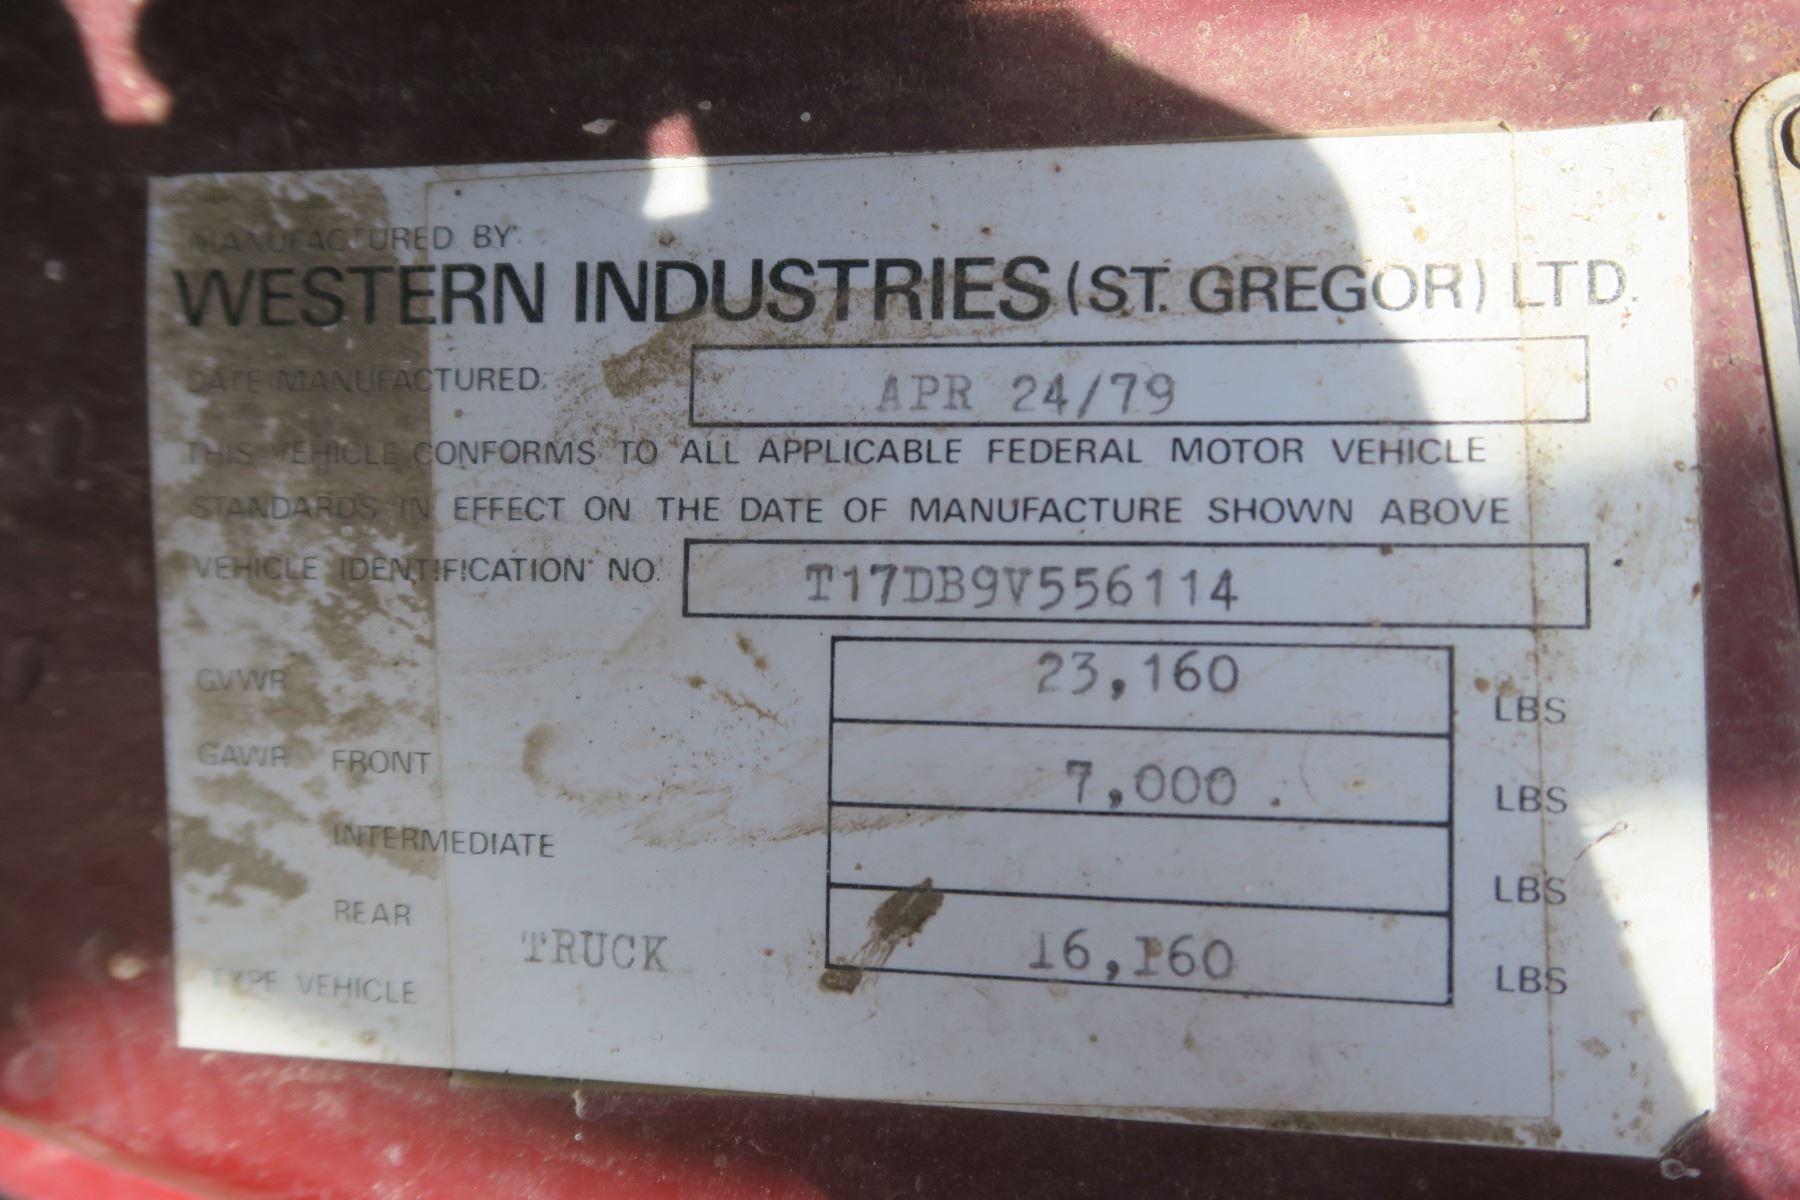 MANUFACTURED BY:
WESTERN INDUSTRIES (ST. GREGOR) LTD.
DATE MANUFACTURED: APR 24/79
THIS VEHICLE CONFORMS TO ALL APPLICABLE FEDERAL MOTOR VEHICLE
STANDARDS IN EFFECT ON THE DATE OF MANUFACTURE SHOWN ABOVE
VEHICLE IDENTIFICATION NO. T17DB9V556114
GVWR 23,160 LBS
GAWR FRONT 7,000 . LBS
INTERMEDIATE LBS
REAR 16,160 LBS
TYPE VEHICLE TRUCK